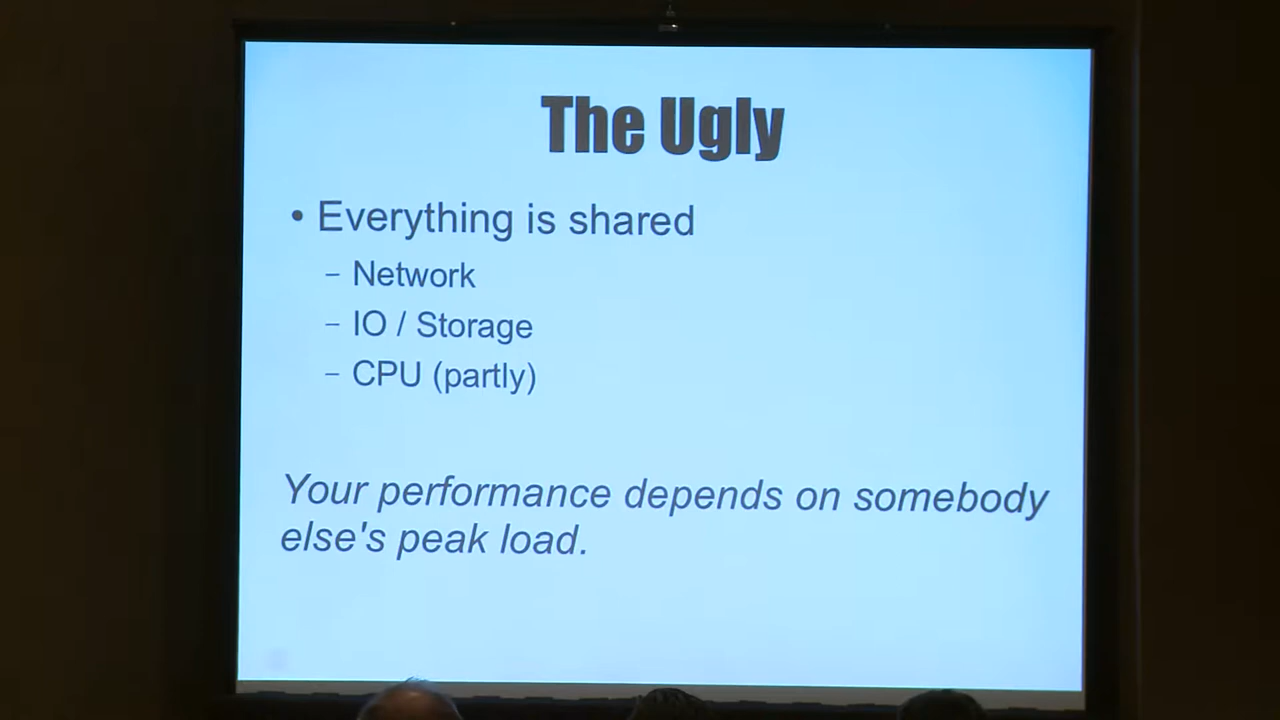 The Ugly
• Everything is shared
– Network
– IO / Storage
– CPU (partly)
Your performance depends on somebody
else's peak load.